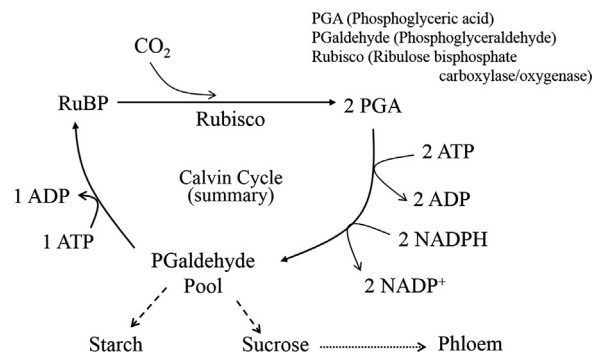 PGA (Phosphoglyceric acid)
PGaldehyde (Phosphoglyceraldehyde)
Rubisco (Ribulose bisphosphate
carboxylase/oxygenase)
CO₂
RuBP
Rubisco
2 PGA
Calvin Cycle
(summary)
2 ATP
2 ADP
2 NADPH
2 NADP⁺
1 ADP
1 ATP
PGaldehyde
Pool
Starch
Sucrose
Phloem